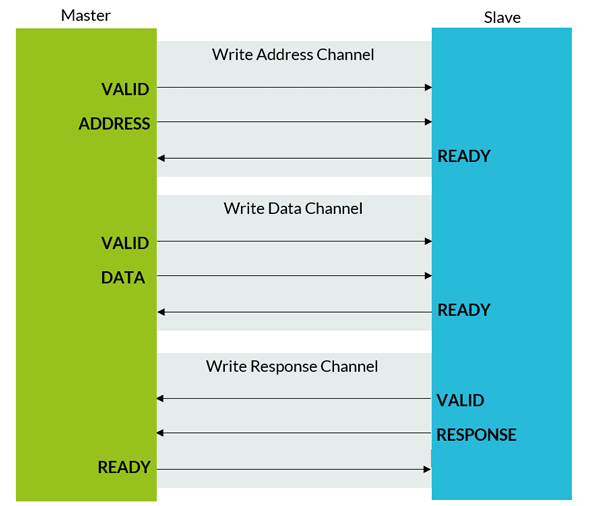 Master
Slave
Write Address Channel
VALID
ADDRESS
READY
Write Data Channel
VALID
DATA
READY
Write Response Channel
VALID
RESPONSE
READY